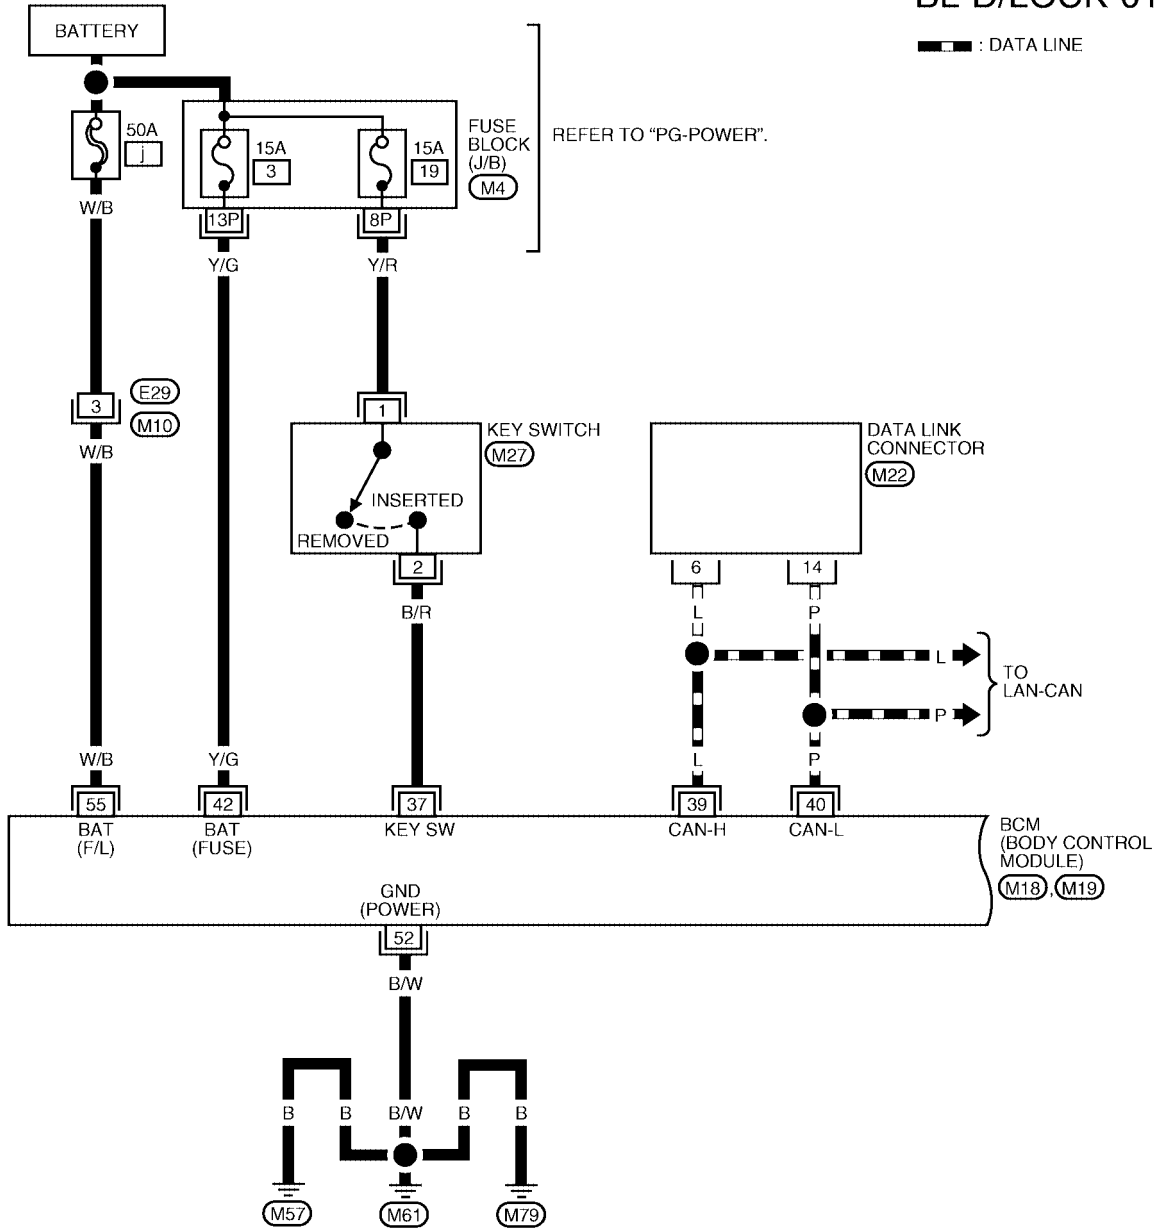 BE-D/LOCK-01
: DATA LINE
BATTERY
50A
j
15A
3
15A
19
FUSE
BLOCK
(J/B)
M4
REFER TO “PG-POWER”.
W/B
13P
8P
Y/G
Y/R
3
E29
M10
1
W/B
KEY SWITCH
M27
INSERTED
REMOVED
2
B/R
DATA LINK
CONNECTOR
M22
6
14
L
P
L
P
TO
LAN-CAN
W/B
Y/G
L
P
55
42
37
39
40
BAT
(F/L)
BAT
(FUSE)
KEY SW
CAN-H
CAN-L
BCM
(BODY CONTROL
MODULE)
M18 , M19
GND
(POWER)
52
B/W
B
B
B/W
B
B
M57
M61
M79